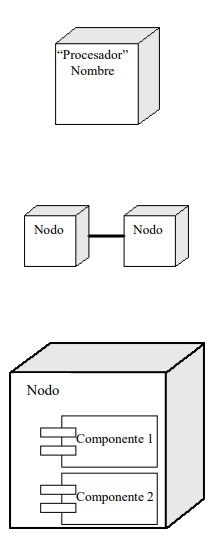 “Procesador”
Nombre
Nodo
Nodo
Nodo
Componente 1
Componente 2